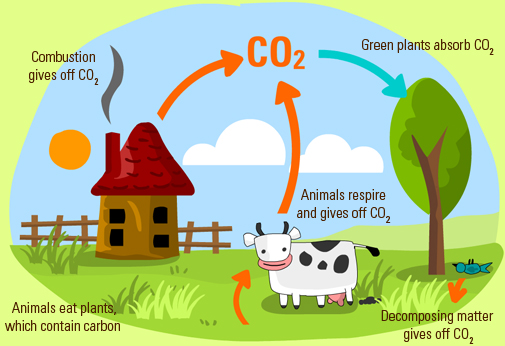 Combustion
gives off CO₂
CO₂
Green plants absorb CO₂
Animals respire
and gives off CO₂
Animals eat plants,
which contain carbon
Decomposing matter
gives off CO₂